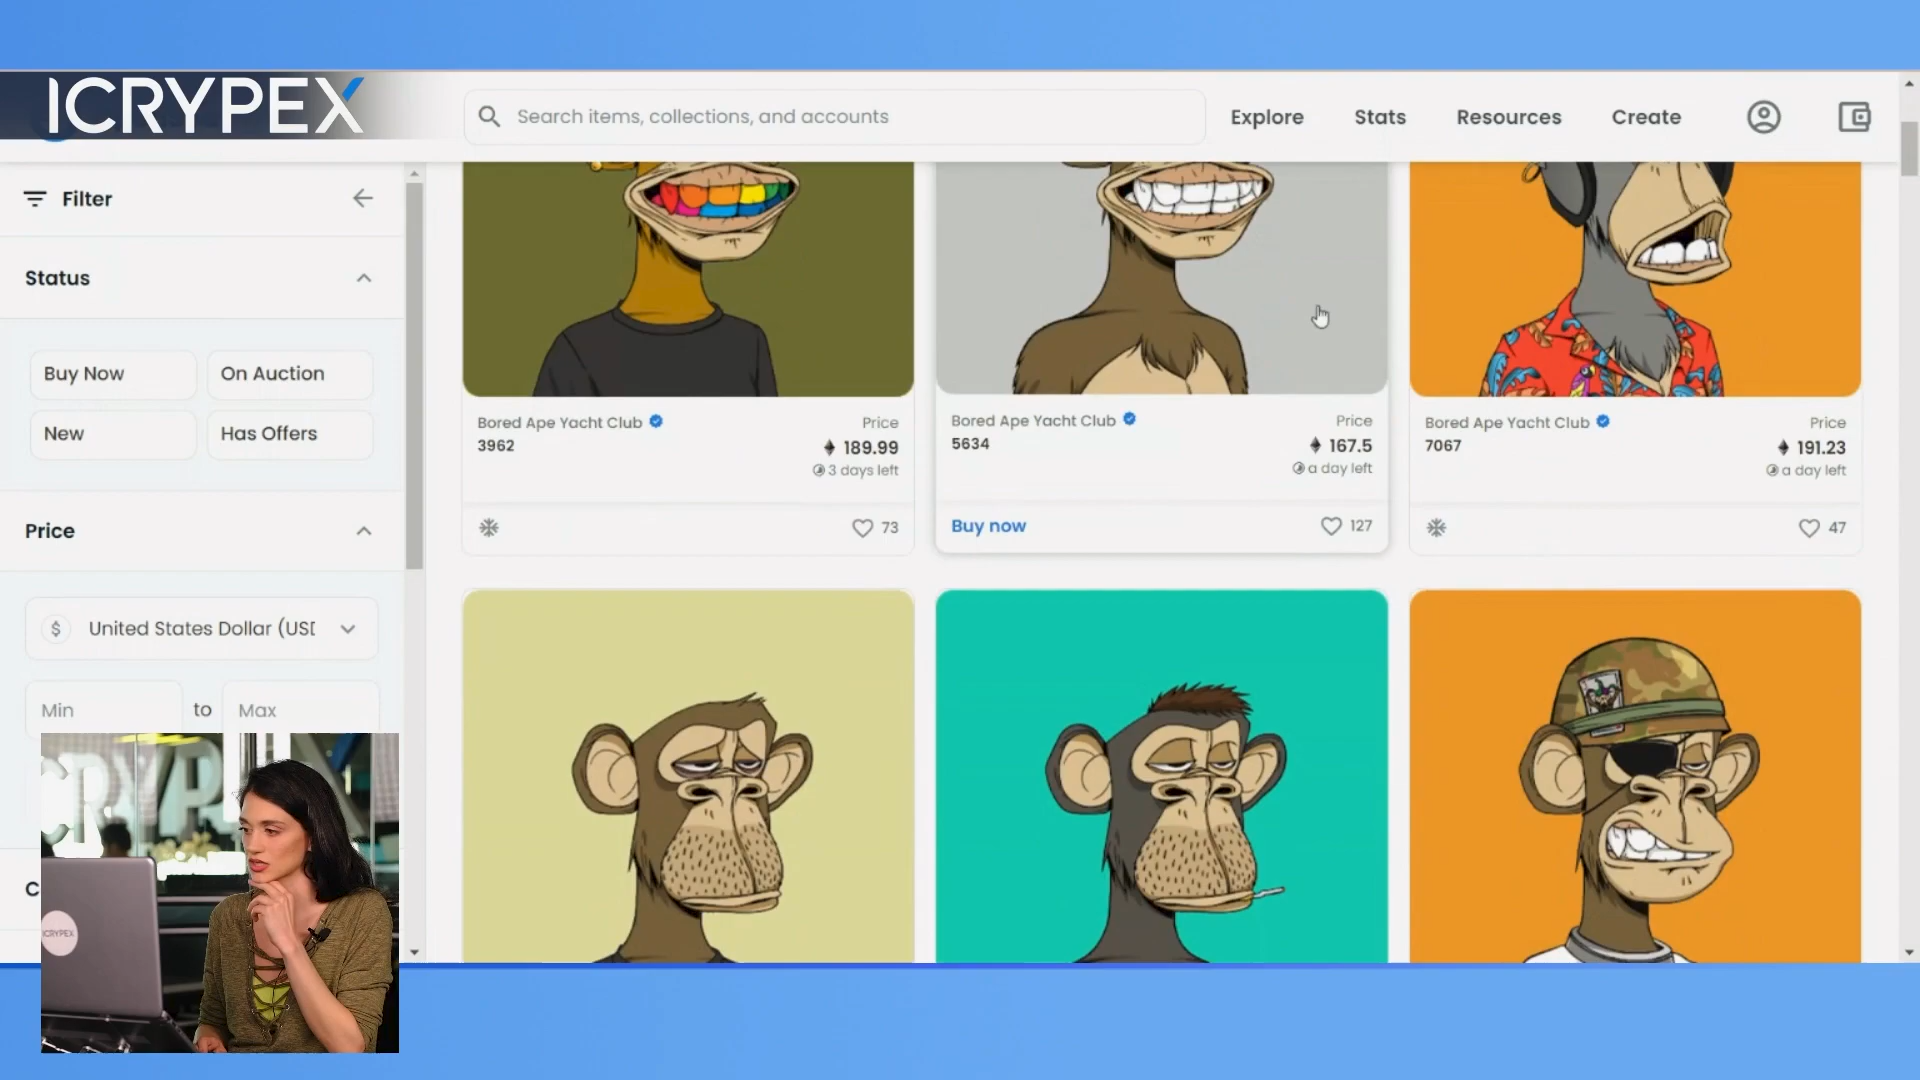 ICRYPEX
Search items, collections, and accounts
Explore
Stats
Resources
Create
Filter
Status
Buy Now
On Auction
New
Has Offers
Price
United States Dollar (USD
Min
to
Max
C
Bored Ape Yacht Club
3962
Price
189.99
3 days left
73
Bored Ape Yacht Club
5634
Price
167.5
a day left
Buy now
127
Bored Ape Yacht Club
7067
Price
191.23
a day left
47
CRYP
ICRYPEX